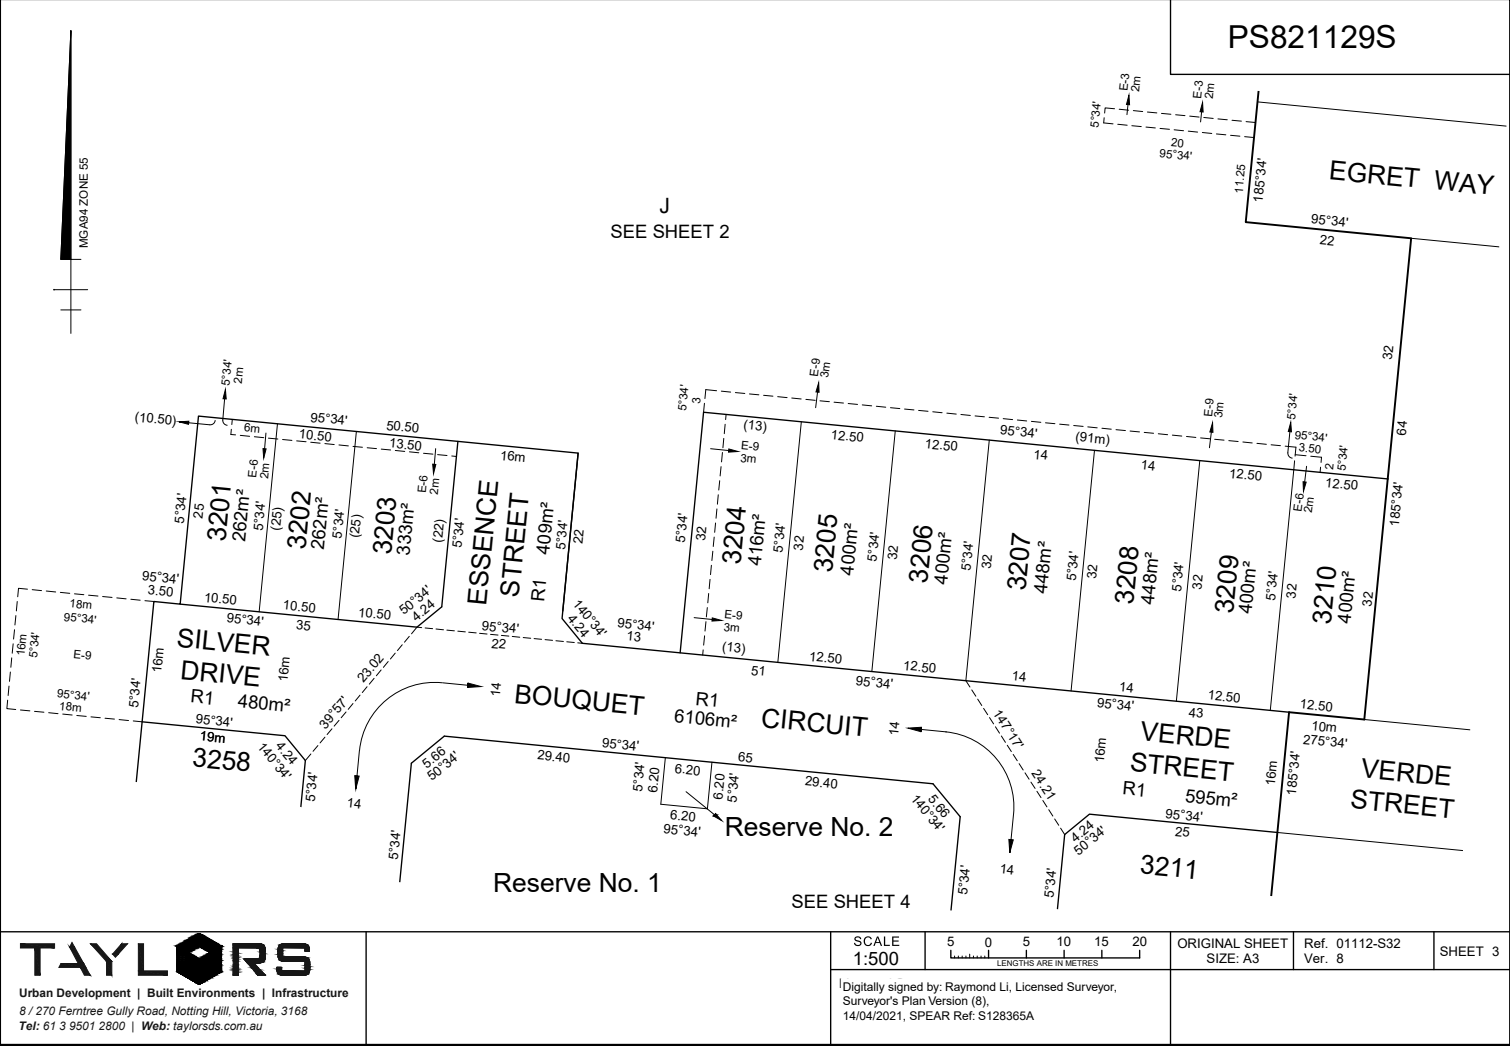 PS821129S
MGA94 ZONE 55
E-3
2m
E-3
2m
5°34'
20
95°34'
11.25
185°34'
EGRET WAY
95°34'
22
J
SEE SHEET 2
32
64
185°34'
5°34'
2m
(10.50)
95°34'
50.50
6m
10.50
13.50
16m
E-6
2m
E-6
2m
5°34'
25
3201
262m²
5°34'
(25)
3202
262m²
5°34'
(25)
3203
333m²
(22)
5°34'
ESSENCE
STREET
R1
409m²
5°34'
22
5°34'
3
E-9
3m
E-9
3m
5°34'
95°34'
3.50
2
5°34'
(13)
12.50
12.50
95°34'
(91m)
14
14
12.50
12.50
E-9
3m
E-6
2m
5°34'
32
3204
416m²
5°34'
32
3205
400m²
5°34'
32
3206
400m²
5°34'
32
3207
448m²
5°34'
32
3208
448m²
5°34'
32
3209
400m²
5°34'
32
3210
400m²
32
E-9
3m
(13)
95°34'
3.50
10.50
10.50
10.50
95°34'
35
50°34'
4.24
95°34'
22
140°34'
4.24
95°34'
13
51
12.50
12.50
95°34'
14
14
12.50
12.50
95°34'
43
18m
95°34'
16m
5°34'
E-9
95°34'
18m
5°34'
16m
SILVER
DRIVE
R1 480m²
16m
95°34'
19m
3258
4.24
140°34'
5°34'
23.02
39°57'
14
14
BOUQUET CIRCUIT
R1
6106m²
14
14
147°17'
24.21
16m
VERDE
STREET
R1 595m²
16m
185°34'
10m
275°34'
VERDE
STREET
95°34'
25
4.24
50°34'
5°34'
3211
5.66
50°34'
5°34'
29.40
95°34'
65
29.40
5°34'
6.20
6.20
6.20
5°34'
6.20
95°34'
Reserve No. 2
5.66
140°34'
5°34'
Reserve No. 1
SEE SHEET 4
TAYLORS
Urban Development | Built Environments | Infrastructure
8 / 270 Ferntree Gully Road, Notting Hill, Victoria, 3168
Tel: 61 3 9501 2800 | Web: taylorsds.com.au
SCALE
1:500
5 0 5 10 15 20
LENGTHS ARE IN METRES
ORIGINAL SHEET
SIZE: A3
Ref. 01112-S32
Ver. 8
SHEET 3
Digitally signed by: Raymond Li, Licensed Surveyor,
Surveyor's Plan Version (8),
14/04/2021, SPEAR Ref: S128365A